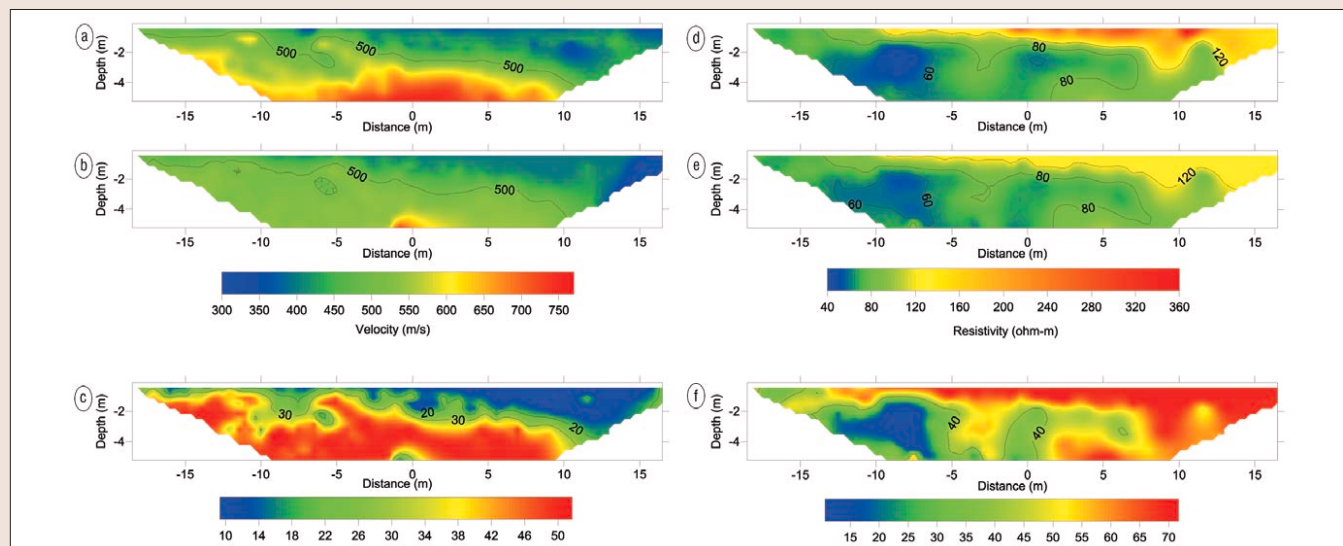 a
500
500
500
Depth (m)
-2
-4
-15 -10 -5 0 5 10 15
Distance (m)
b
500
500
Depth (m)
-2
-4
-15 -10 -5 0 5 10 15
Distance (m)
300 350 400 450 500 550 600 650 700 750
Velocity (m/s)
c
30
20
30
20
Depth (m)
-2
-4
-15 -10 -5 0 5 10 15
Distance (m)
10 14 18 22 26 30 34 38 42 46 50
d
80
120
60
80
Depth (m)
-2
-4
-15 -10 -5 0 5 10 15
Distance (m)
e
80
120
60
60
80
Depth (m)
-2
-4
-15 -10 -5 0 5 10 15
Distance (m)
40 80 120 160 200 240 280 320 360
Resistivity (ohm-m)
f
40
40
Depth (m)
-2
-4
-15 -10 -5 0 5 10 15
Distance (m)
15 20 25 30 35 40 45 50 55 60 65 70